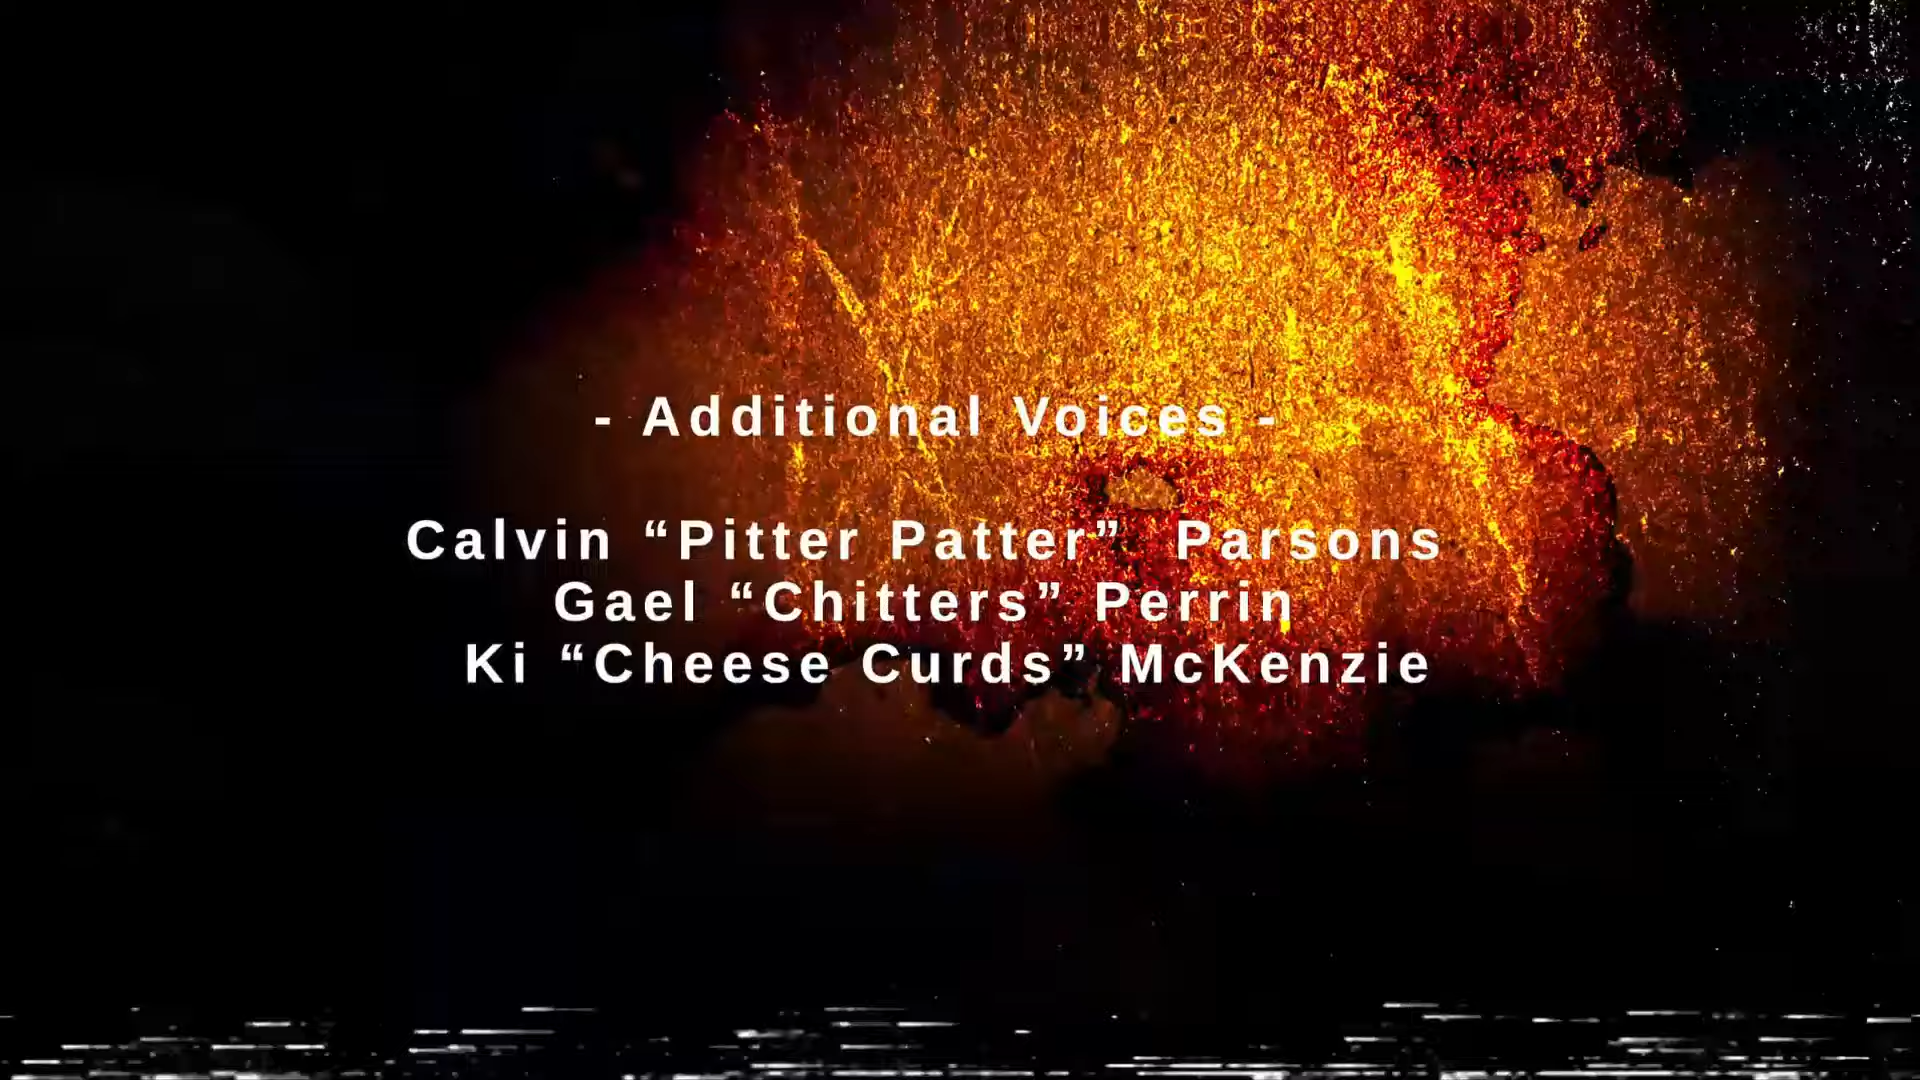 - Additional Voices -
Calvin “Pitter Patter” Parsons
Gael “Chitters” Perrin
Ki “Cheese Curds” McKenzie